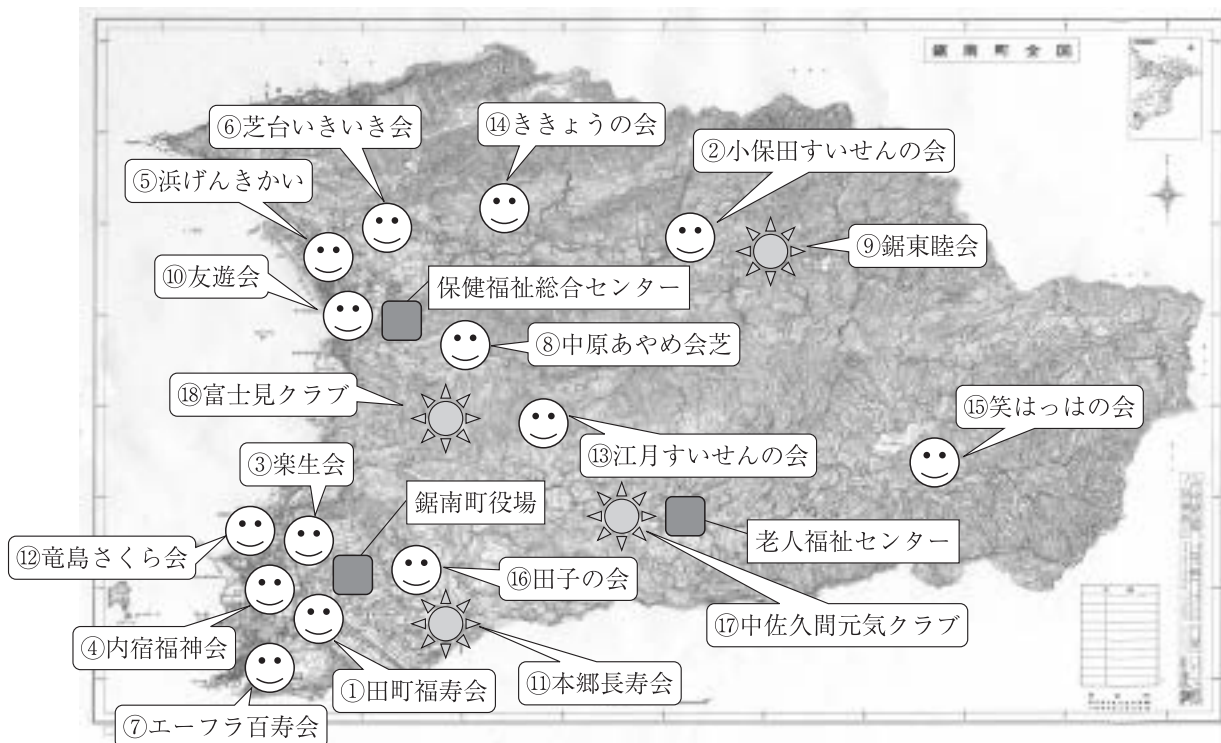 鋸南町全図
⑥芝台いきいき会
⑭ききょうの会
②小保田すいせんの会
⑤浜げんきかい
⑨鋸東睦会
⑩友遊会
保健福祉総合センター
⑧中原あやめ会芝
⑱富士見クラブ
⑮笑はっはの会
③楽生会
⑬江月すいせんの会
鋸南町役場
⑫竜島さくら会
老人福祉センター
⑯田子の会
⑰中佐久間元気クラブ
④内宿福神会
①田町福寿会
⑪本郷長寿会
⑦エーフラ百寿会